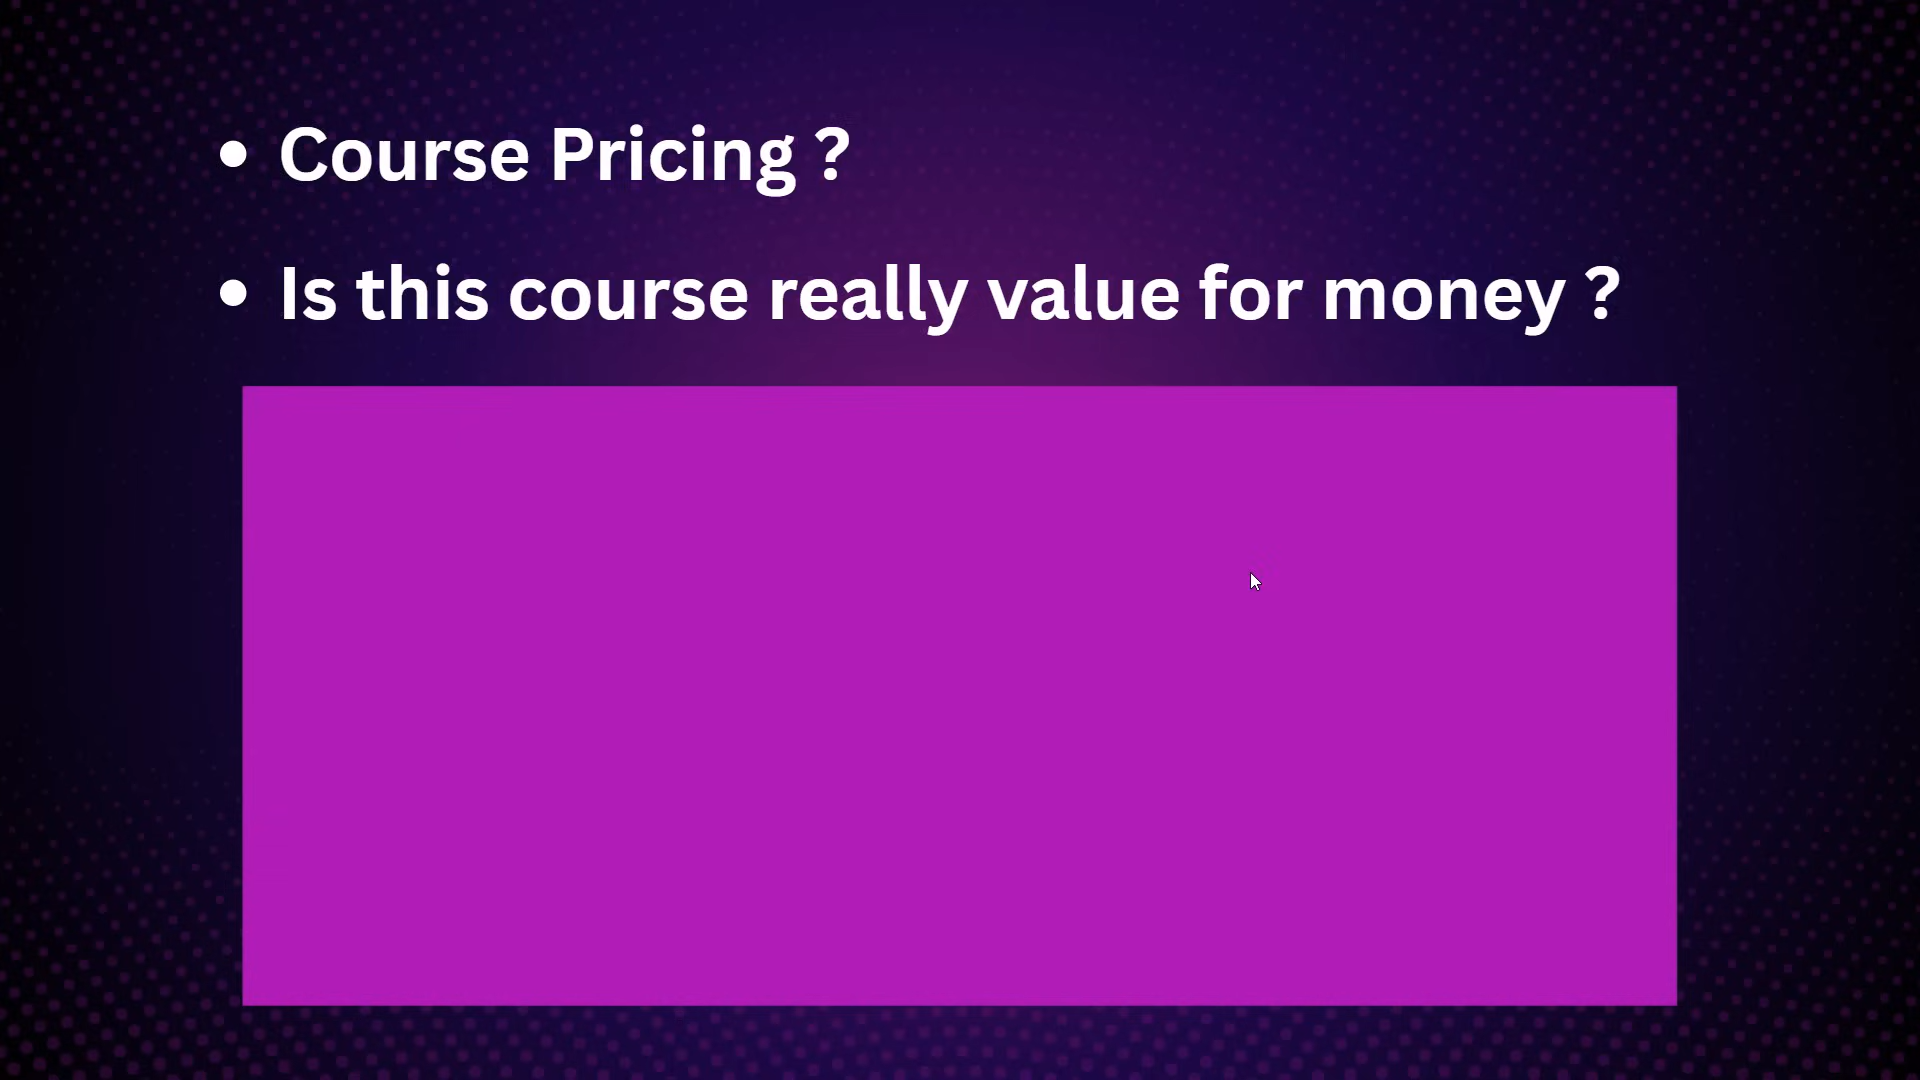 • Course Pricing ?
• Is this course really value for money ?